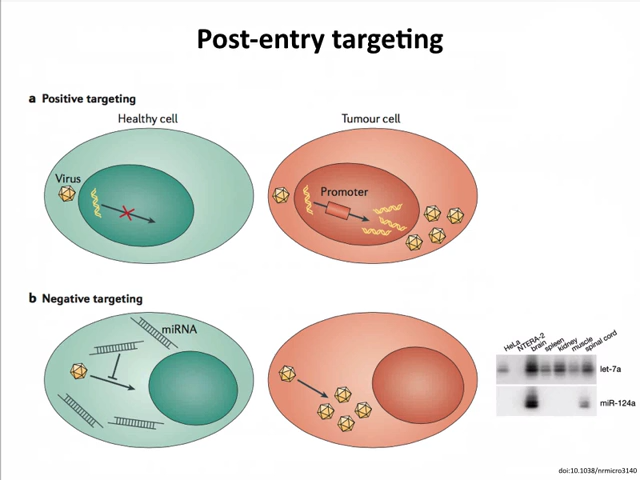 Post-entry targeting
a Positive targeting
Healthy cell
Tumour cell
Virus
Promoter
b Negative targeting
miRNA
HeLa
NTERA-2
brain
spleen
kidney
muscle
spinal cord
let-7a
miR-124a
doi:10.1038/nrmicro3140